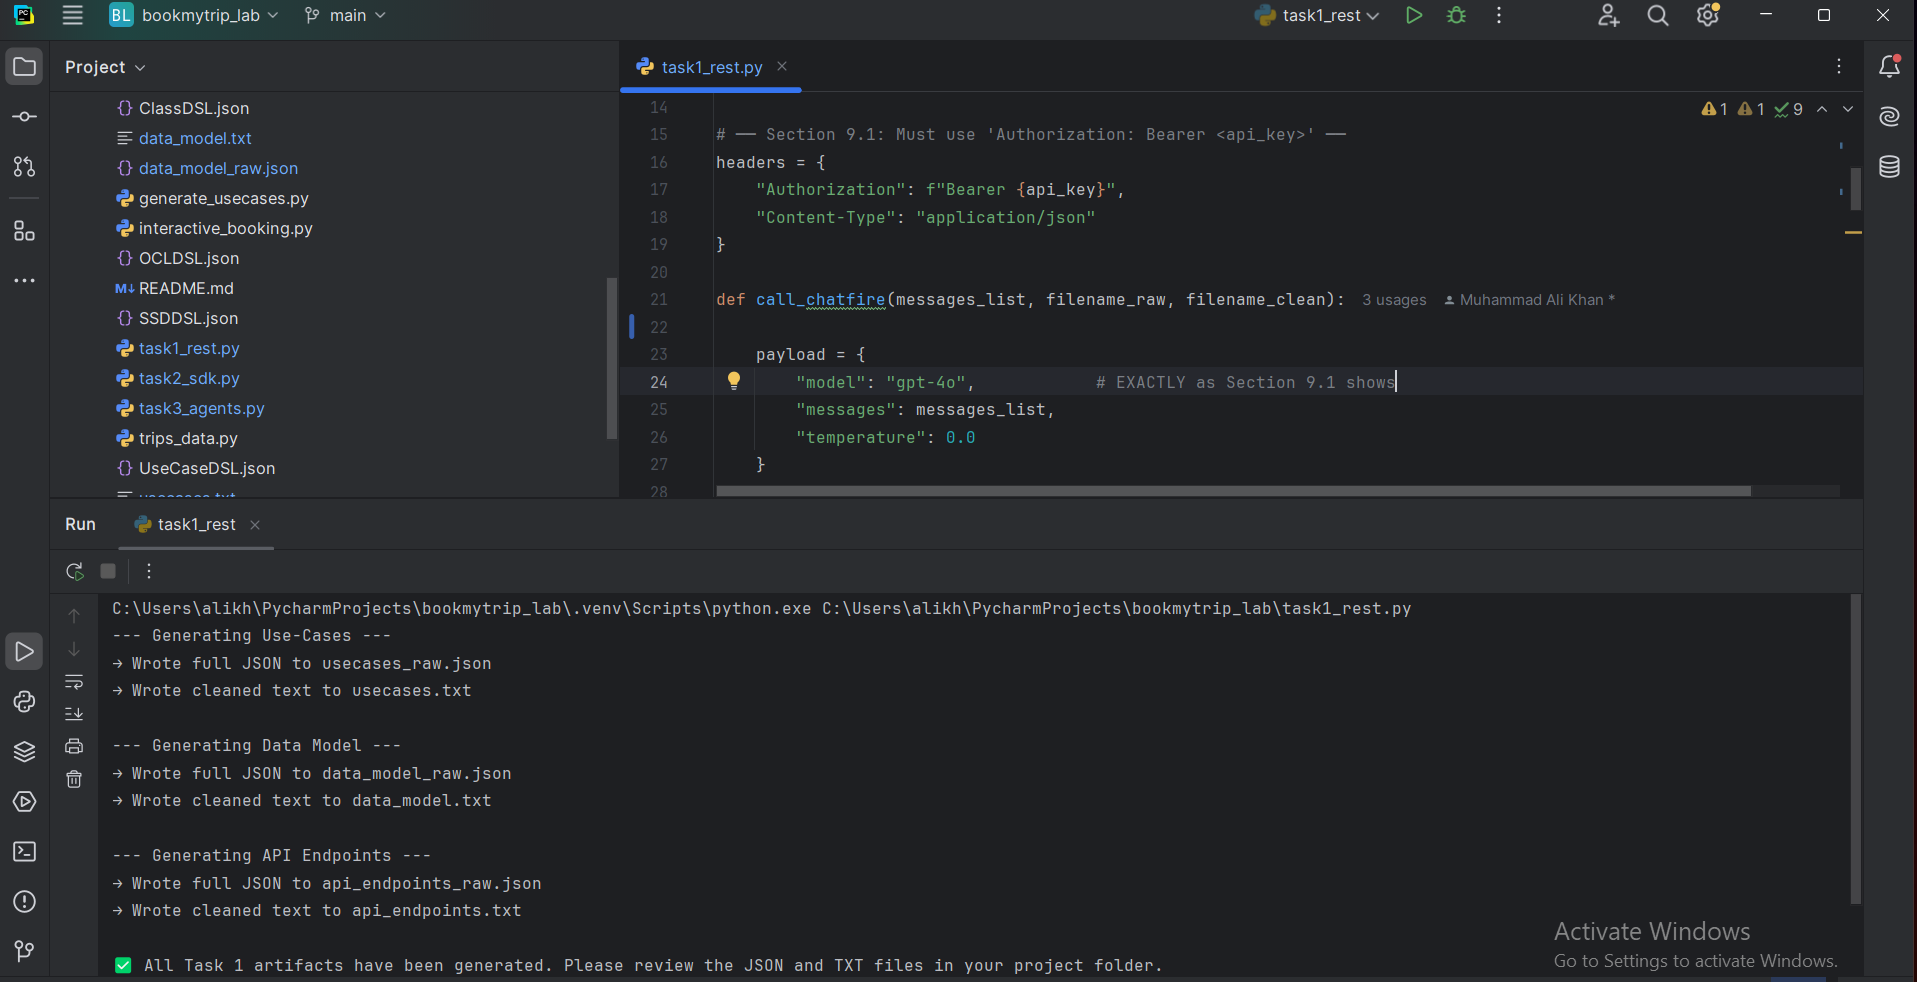 BL bookmytrip_lab main task1_rest
Project
ClassDSL.json
data_model.txt
data_model_raw.json
generate_usecases.py
interactive_booking.py
OCLDSL.json
README.md
SSDDSL.json
task1_rest.py
task2_sdk.py
task3_agents.py
trips_data.py
UseCaseDSL.json
usecases.txt
task1_rest.py
1 1 9
14
15 # —— Section 9.1: Must use 'Authorization: Bearer <api_key>' ——
16 headers = {
17 "Authorization": f"Bearer {api_key}",
18 "Content-Type": "application/json"
19 }
20
21 def call_chatfire(messages_list, filename_raw, filename_clean): 3 usages Muhammad Ali Khan *
22
23 payload = {
24 "model": "gpt-4o", # EXACTLY as Section 9.1 shows
25 "messages": messages_list,
26 "temperature": 0.0
27 }
28
Run task1_rest
C:\Users\alikh\PycharmProjects\bookmytrip_lab\.venv\Scripts\python.exe C:\Users\alikh\PycharmProjects\bookmytrip_lab\task1_rest.py
--- Generating Use-Cases ---
→ Wrote full JSON to usecases_raw.json
→ Wrote cleaned text to usecases.txt
--- Generating Data Model ---
→ Wrote full JSON to data_model_raw.json
→ Wrote cleaned text to data_model.txt
--- Generating API Endpoints ---
→ Wrote full JSON to api_endpoints_raw.json
→ Wrote cleaned text to api_endpoints.txt
✅ All Task 1 artifacts have been generated. Please review the JSON and TXT files in your project folder.
Activate Windows
Go to Settings to activate Windows.